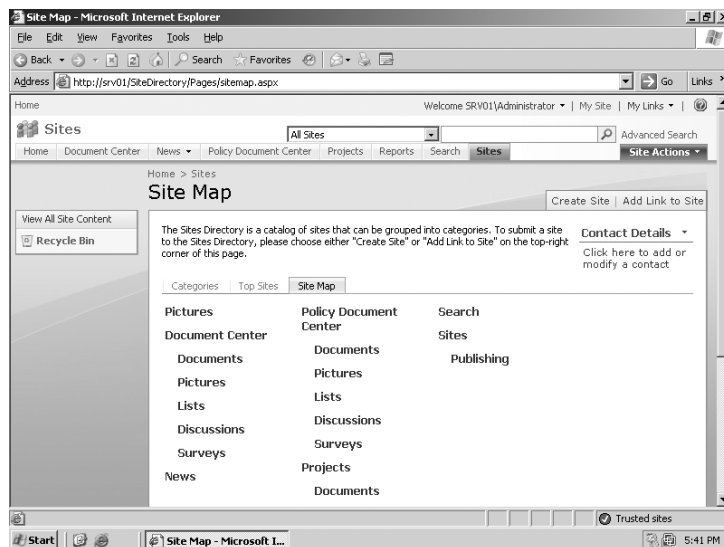 Site Map - Microsoft Internet Explorer
File Edit View Favorites Tools Help
Back Search Favorites
Address http://srv01/SiteDirectory/Pages/sitemap.aspx Go Links
Home Welcome SRV01\Administrator | My Site | My Links |
Sites All Sites Advanced Search
Home Document Center News Policy Document Center Projects Reports Search Sites Site Actions
Home > Sites
Site Map
Create Site | Add Link to Site
View All Site Content
Recycle Bin
The Sites Directory is a catalog of sites that can be grouped into categories. To submit a site
to the Sites Directory, please choose either "Create Site" or "Add Link to Site" on the top-right
corner of this page.
Contact Details
Click here to add or
modify a contact
Categories Top Sites Site Map
Pictures
Document Center
Documents
Pictures
Lists
Discussions
Surveys
News
Policy Document
Center
Documents
Pictures
Lists
Discussions
Surveys
Projects
Documents
Search
Sites
Publishing
Trusted sites
Start Site Map - Microsoft I... 5:41 PM